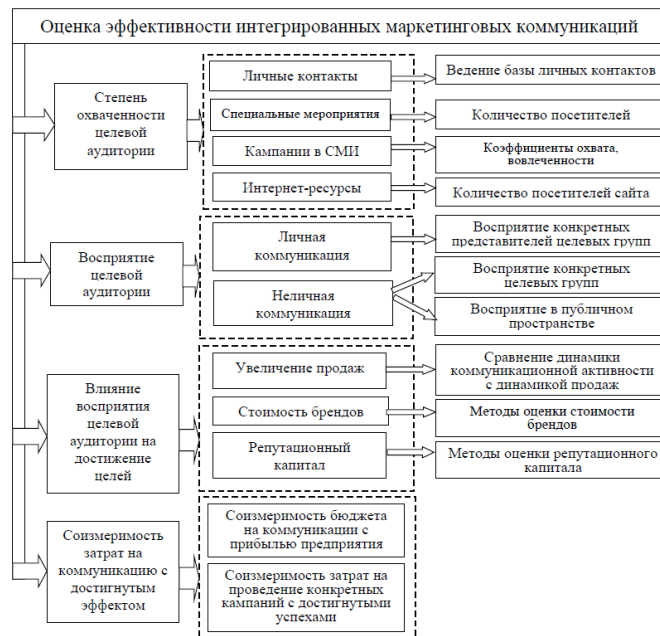 Оценка эффективности интегрированных маркетинговых коммуникаций
Степень
охваченности
целевой
аудитории
Личные контакты
Ведение базы личных контактов
Специальные мероприятия
Количество посетителей
Кампании в СМИ
Коэффициенты охвата,
вовлеченности
Интернет-ресурсы
Количество посетителей сайта
Восприятие
целевой
аудитории
Личная
коммуникация
Восприятие конкретных
представителей целевых групп
Неличная
коммуникация
Восприятие конкретных
целевых групп
Восприятие в публичном
пространстве
Влияние
восприятия
целевой
аудитории на
достижение
целей
Увеличение продаж
Сравнение динамики
коммуникационной активности
с динамикой продаж
Стоимость брендов
Методы оценки стоимости
брендов
Репутационный
капитал
Методы оценки репутационного
капитала
Соизмеримость
затрат на
коммуникацию с
достигнутым
эффектом
Соизмеримость бюджета
на коммуникации с
прибылью предприятия
Соизмеримость затрат на
проведение конкретных
кампаний с достигнутыми
успехами